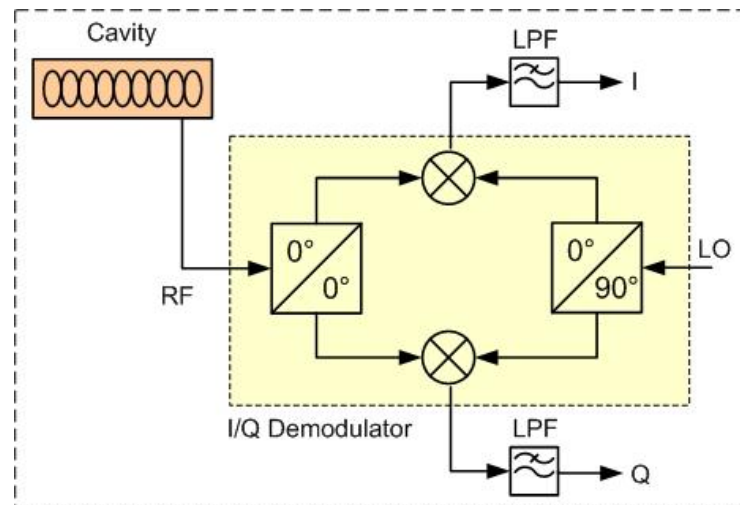 Cavity
LPF
I
0°
0°
0°
90°
LO
RF
I/Q Demodulator
LPF
Q